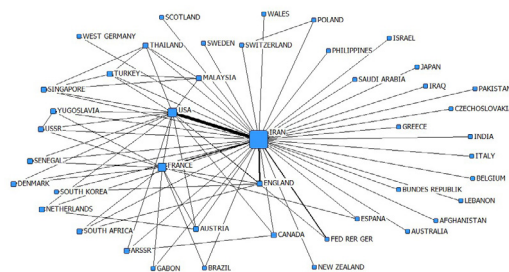 SCOTLAND
WALES
POLAND
WEST GERMANY
THAILAND
SWEDEN
SWITZERLAND
PHILIPPINES
ISRAEL
JAPAN
TURKEY
MALAYSIA
SAUDI ARABIA
IRAQ
PAKISTAN
SINGAPORE
YUGOSLAVIA
USA
CZECHOSLOVAKI
USSR
IRAN
GREECE
INDIA
SENEGAL
FRANCE
ITALY
DENMARK
SOUTH KOREA
ENGLAND
BUNDES REPUBLIK
BELGIUM
LEBANON
NETHERLANDS
ESPANA
AFGHANISTAN
SOUTH AFRICA
AUSTRIA
CANADA
FED RER GER
AUSTRALIA
ARSSR
GABON
BRAZIL
NEW ZEALAND